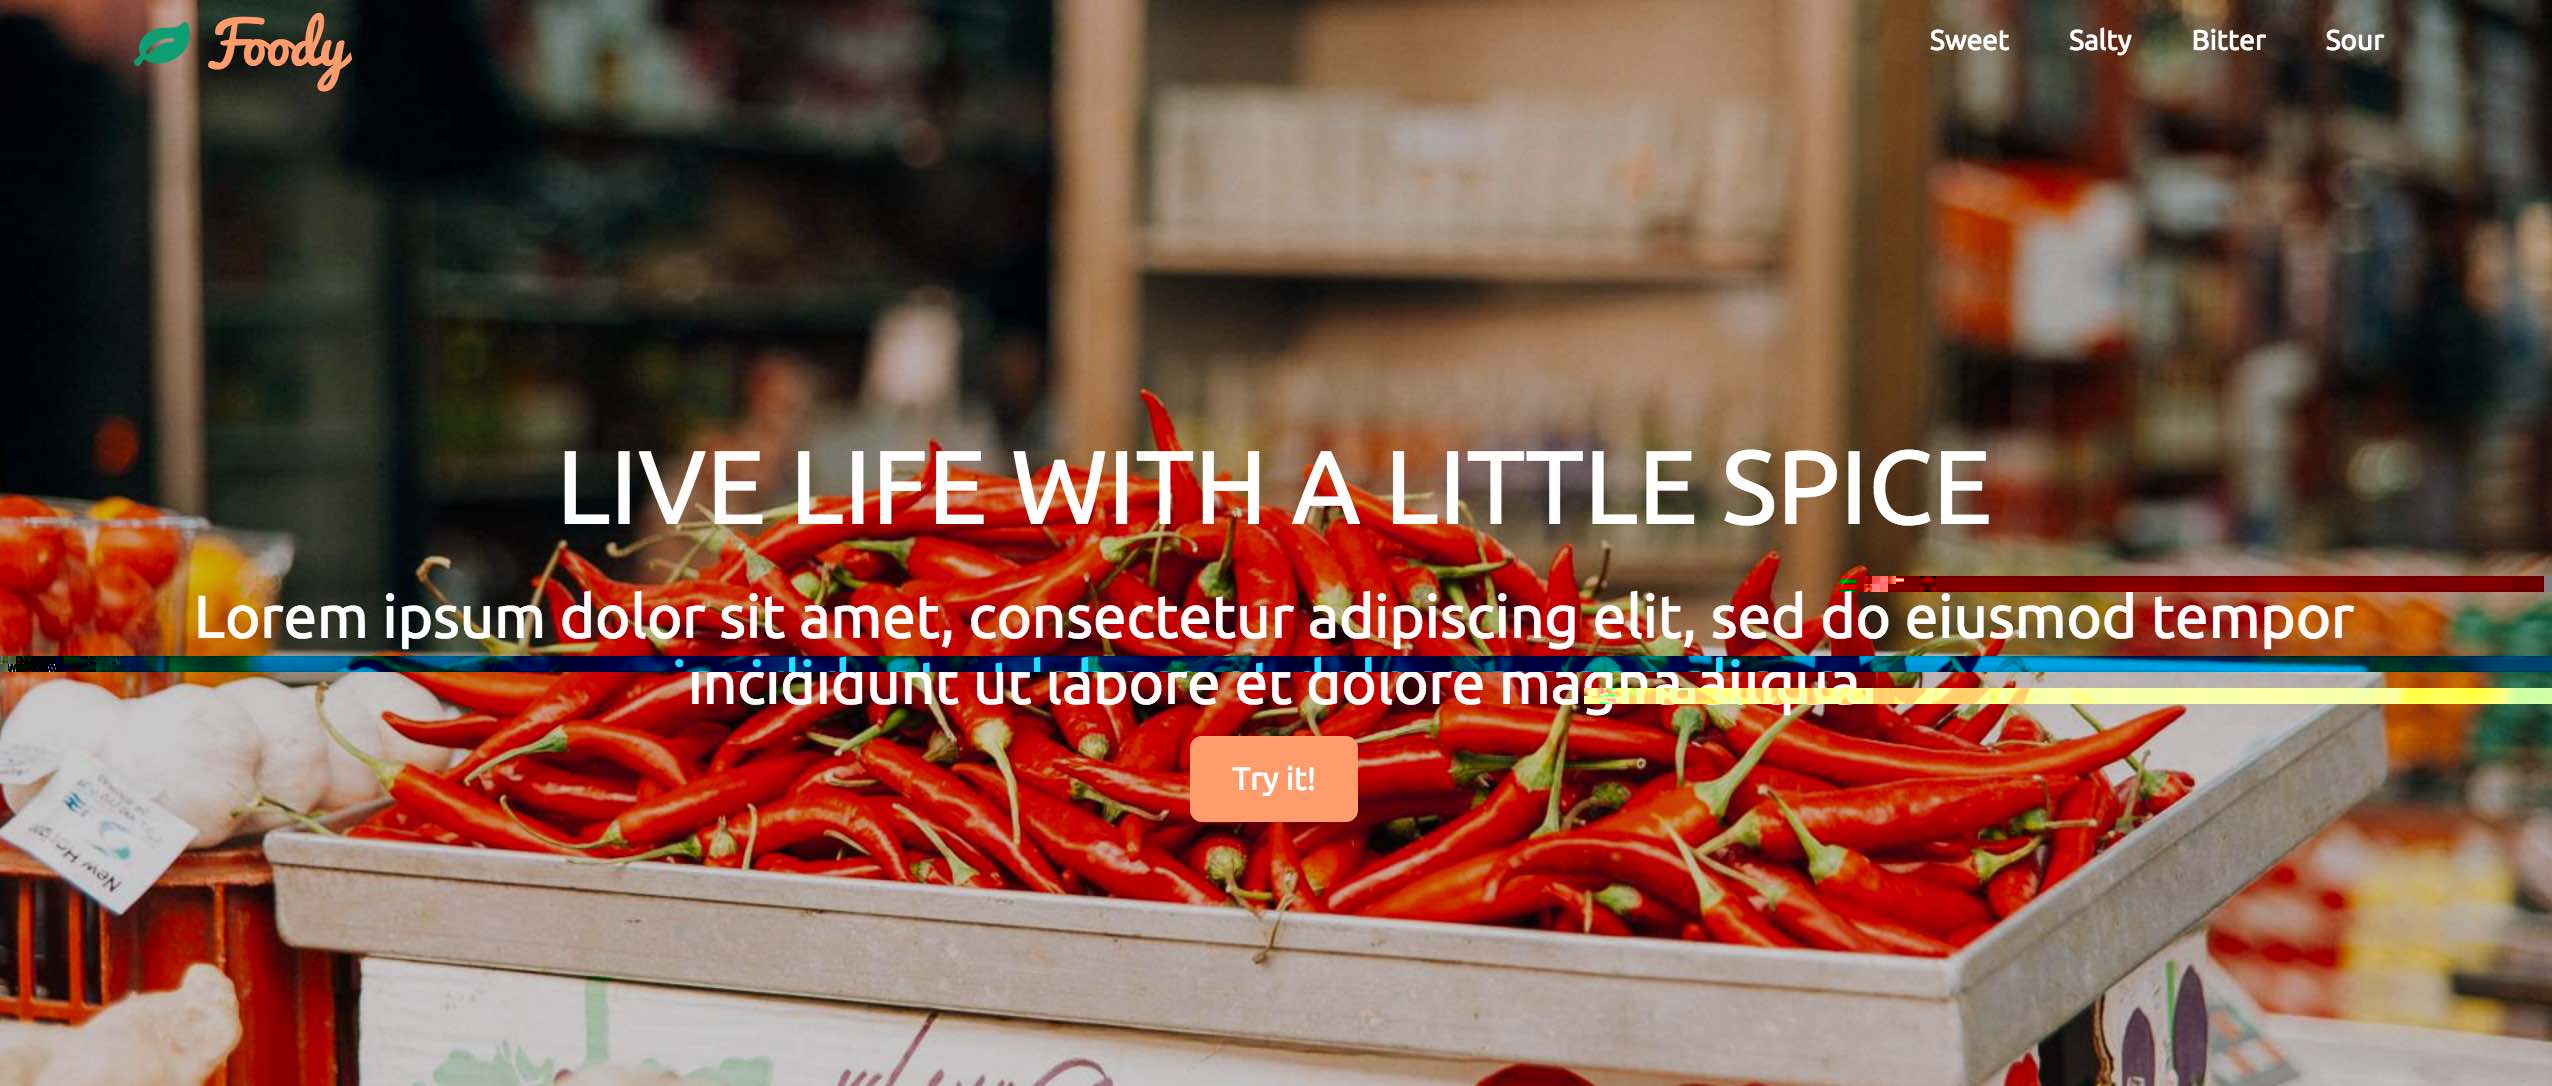 Foody
Sweet Salty Bitter Sour
LIVE LIFE WITH A LITTLE SPICE
Lorem ipsum dolor sit amet, consectetur adipiscing elit, sed do eiusmod tempor
incididunt ut labore et dolore magna aliqua.
Try it!
New